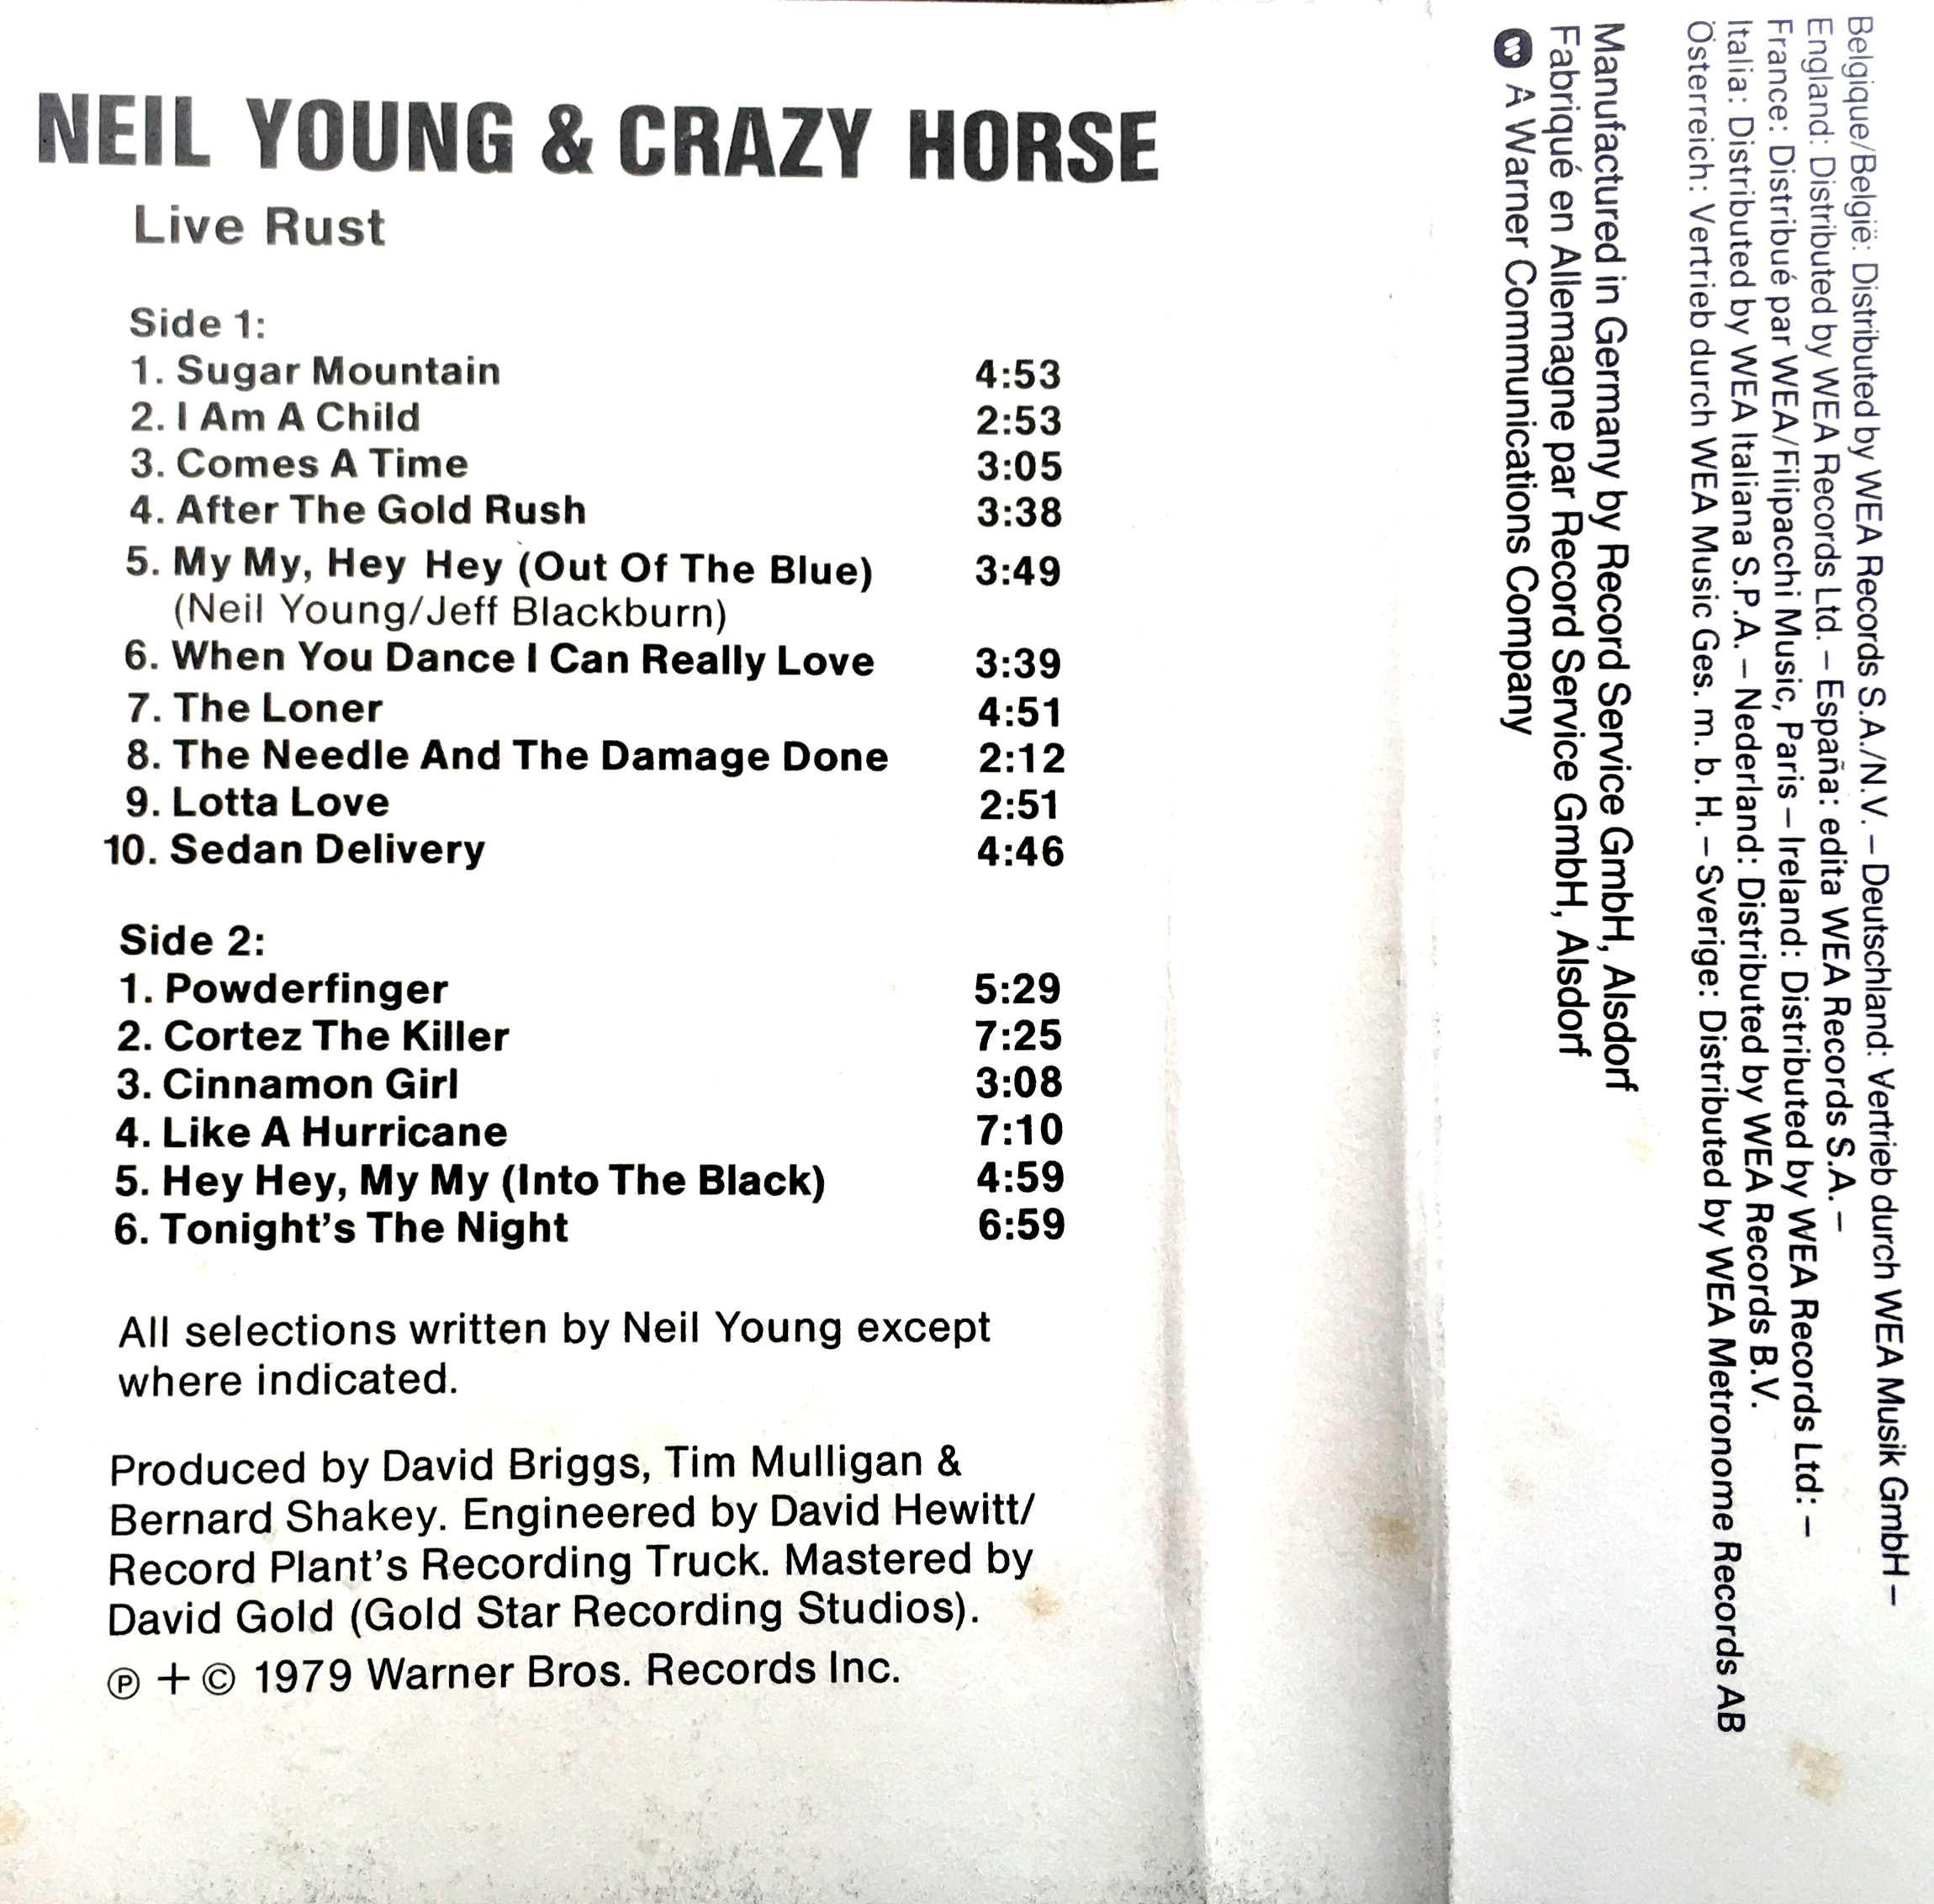 NEIL YOUNG & CRAZY HORSE
Live Rust
Side 1:
1. Sugar Mountain 4:53
2. I Am A Child 2:53
3. Comes A Time 3:05
4. After The Gold Rush 3:38
5. My My, Hey Hey (Out Of The Blue) 3:49
(Neil Young/Jeff Blackburn)
6. When You Dance I Can Really Love 3:39
7. The Loner 4:51
8. The Needle And The Damage Done 2:12
9. Lotta Love 2:51
10. Sedan Delivery 4:46
Side 2:
1. Powderfinger 5:29
2. Cortez The Killer 7:25
3. Cinnamon Girl 3:08
4. Like A Hurricane 7:10
5. Hey Hey, My My (Into The Black) 4:59
6. Tonight's The Night 6:59
All selections written by Neil Young except
where indicated.
Produced by David Briggs, Tim Mulligan &
Bernard Shakey. Engineered by David Hewitt/
Record Plant's Recording Truck. Mastered by
David Gold (Gold Star Recording Studios).
℗ + © 1979 Warner Bros. Records Inc.
Belgique/België: Distributed by WEA Records S.A./N.V. – Deutschland: Vertrieb durch WEA Musik GmbH –
England: Distributed by WEA Records Ltd. – España: edita WEA Records S.A. –
France: Distribué par WEA/Filipacchi Music, Paris – Ireland: Distributed by WEA Records Ltd: –
Italia: Distributed by WEA Italiana S.P.A. – Nederland: Distributed by WEA Records B.V.
Österreich: Vertrieb durch WEA Music Ges. m. b. H. – Sverige: Distributed by WEA Metronome Records AB
Manufactured in Germany by Record Service GmbH, Alsdorf
Fabriqué en Allemagne par Record Service GmbH, Alsdorf
A Warner Communications Company